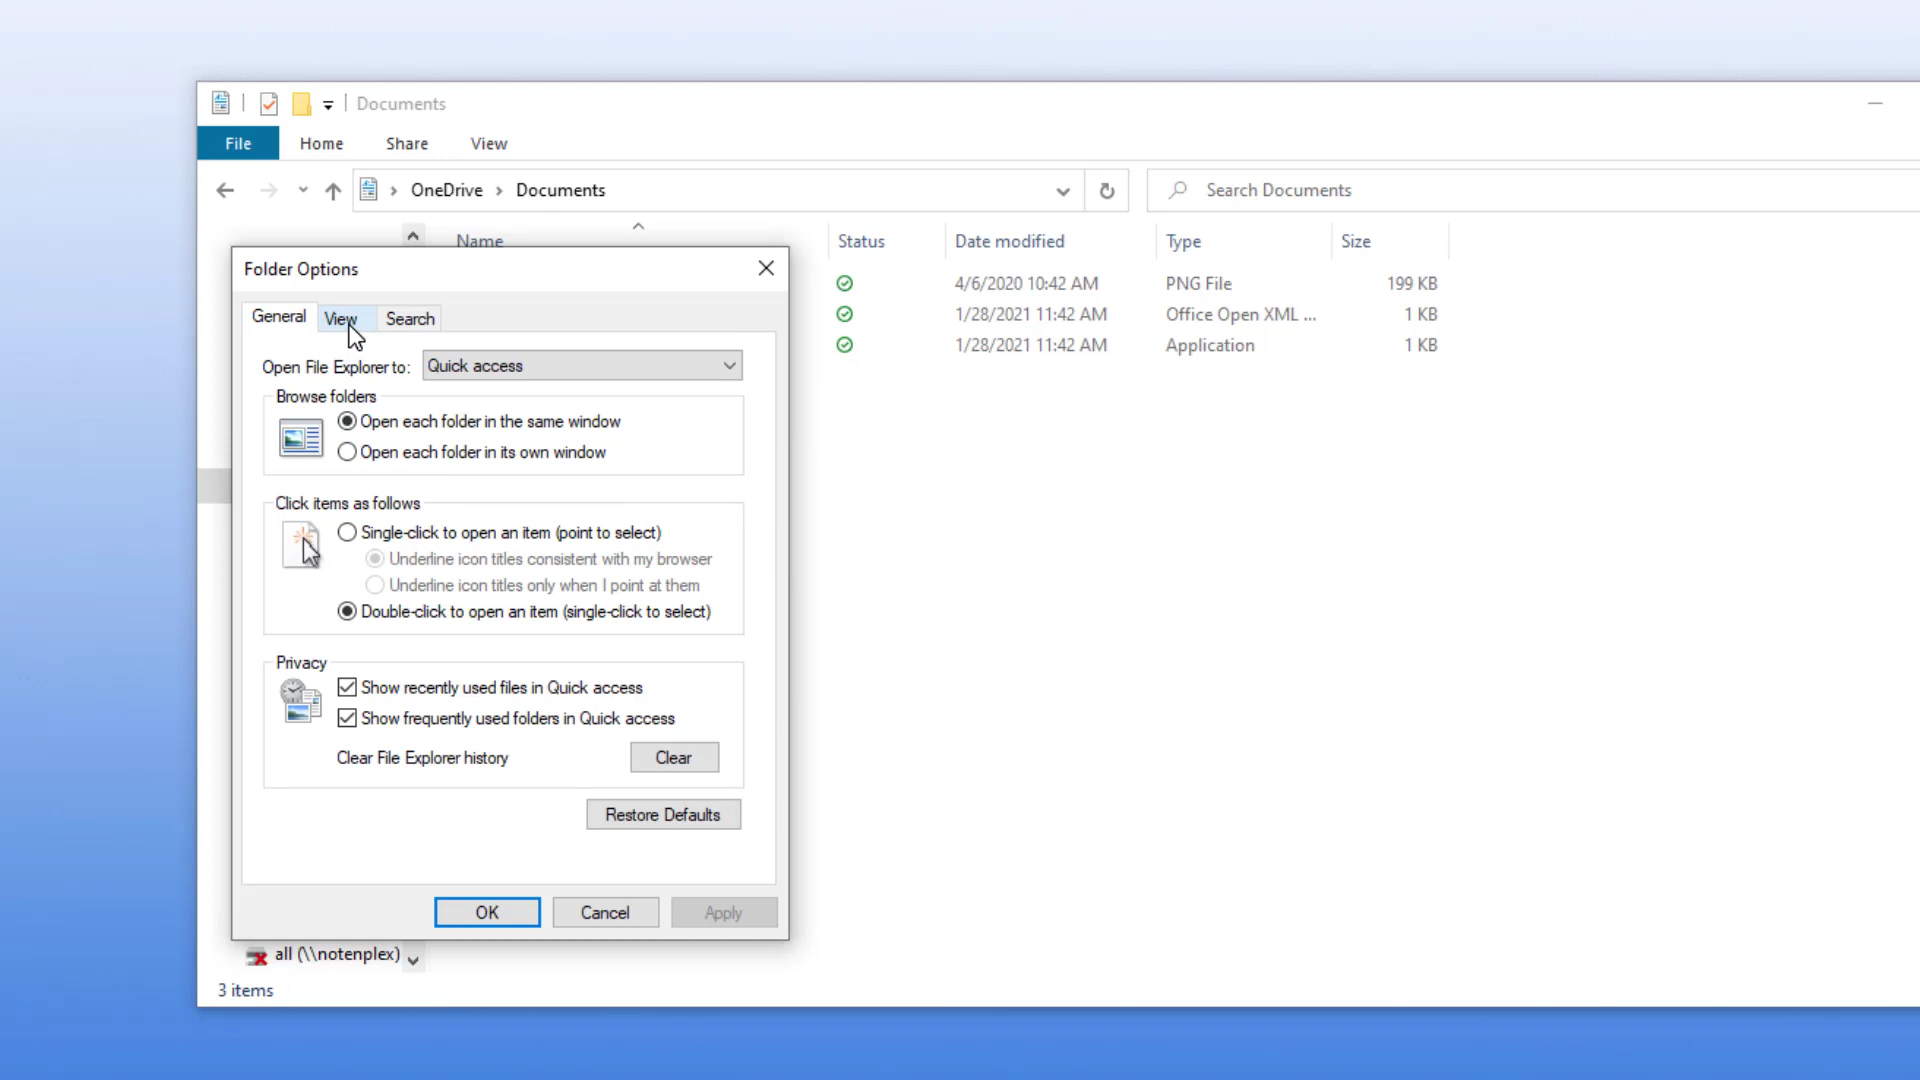 Documents
File Home Share View
OneDrive > Documents
Search Documents
Name Status Date modified Type Size
4/6/2020 10:42 AM PNG File 199 KB
1/28/2021 11:42 AM Office Open XML ... 1 KB
1/28/2021 11:42 AM Application 1 KB
Folder Options
General View Search
Open File Explorer to: Quick access
Browse folders
Open each folder in the same window
Open each folder in its own window
Click items as follows
Single-click to open an item (point to select)
Underline icon titles consistent with my browser
Underline icon titles only when I point at them
Double-click to open an item (single-click to select)
Privacy
Show recently used files in Quick access
Show frequently used folders in Quick access
Clear File Explorer history Clear
Restore Defaults
OK Cancel Apply
all (\\notenplex)
3 items